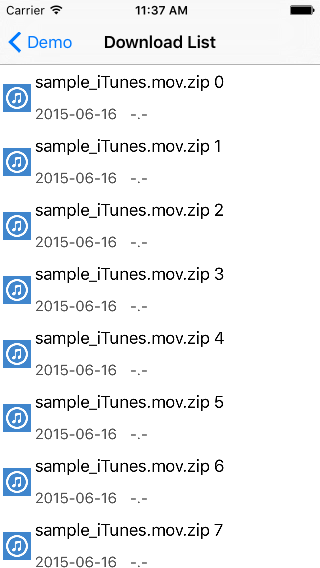 Carrier 11:37 AM
Demo Download List
sample_iTunes.mov.zip 0
2015-06-16 -.-
sample_iTunes.mov.zip 1
2015-06-16 -.-
sample_iTunes.mov.zip 2
2015-06-16 -.-
sample_iTunes.mov.zip 3
2015-06-16 -.-
sample_iTunes.mov.zip 4
2015-06-16 -.-
sample_iTunes.mov.zip 5
2015-06-16 -.-
sample_iTunes.mov.zip 6
2015-06-16 -.-
sample_iTunes.mov.zip 7
2015-06-16 -.-